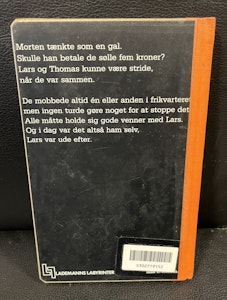 Morten tænkte som en gal.
Skulle han betale de sølle fem kroner?
Lars og Thomas kunne være stride,
når de var sammen.
De mobbede altid én eller anden i frikvarteret
men ingen turde gøre noget for at stoppe det
Alle måtte holde sig gode venner med Lars.
Og i dag var det altså ham selv,
Lars var ude efter.
LADEMANNS LABYRINTER